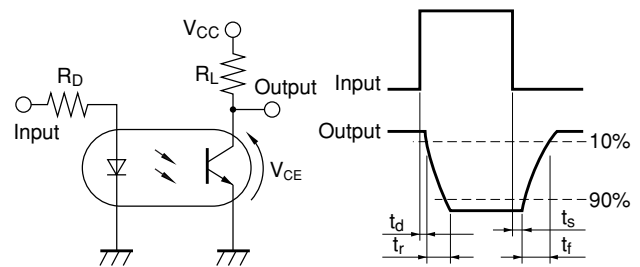 VCC
RD
RL
Output
Input
VCE
Input
Output
10%
90%
td
ts
tr
tf